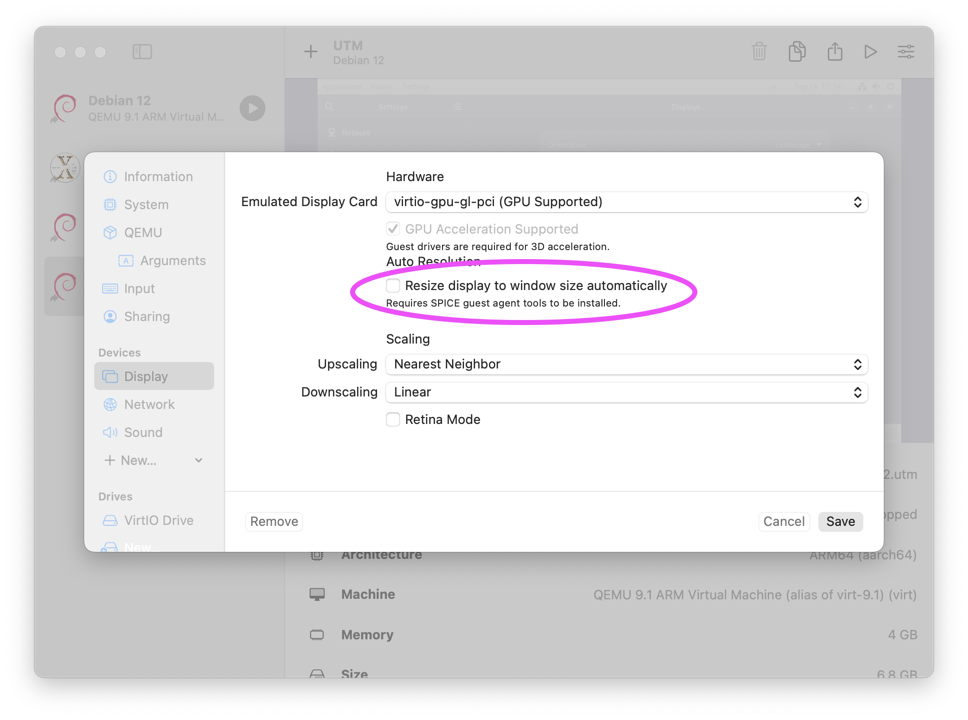 UTM
Debian 12
Debian 12
QEMU 9.1 ARM Virtual M...
Information
System
QEMU
Arguments
Input
Sharing
Devices
Display
Network
Sound
New...
Drives
VirtIO Drive
New...
Hardware
Emulated Display Card virtio-gpu-gl-pci (GPU Supported)
GPU Acceleration Supported
Guest drivers are required for 3D acceleration.
Auto Resolution
Resize display to window size automatically
Requires SPICE guest agent tools to be installed.
Scaling
Upscaling Nearest Neighbor
Downscaling Linear
Retina Mode
Remove Cancel Save
2.utm
Architecture ARM64 (aarch64)
Machine QEMU 9.1 ARM Virtual Machine (alias of virt-9.1) (virt)
Memory 4 GB
Size 6.8 GB